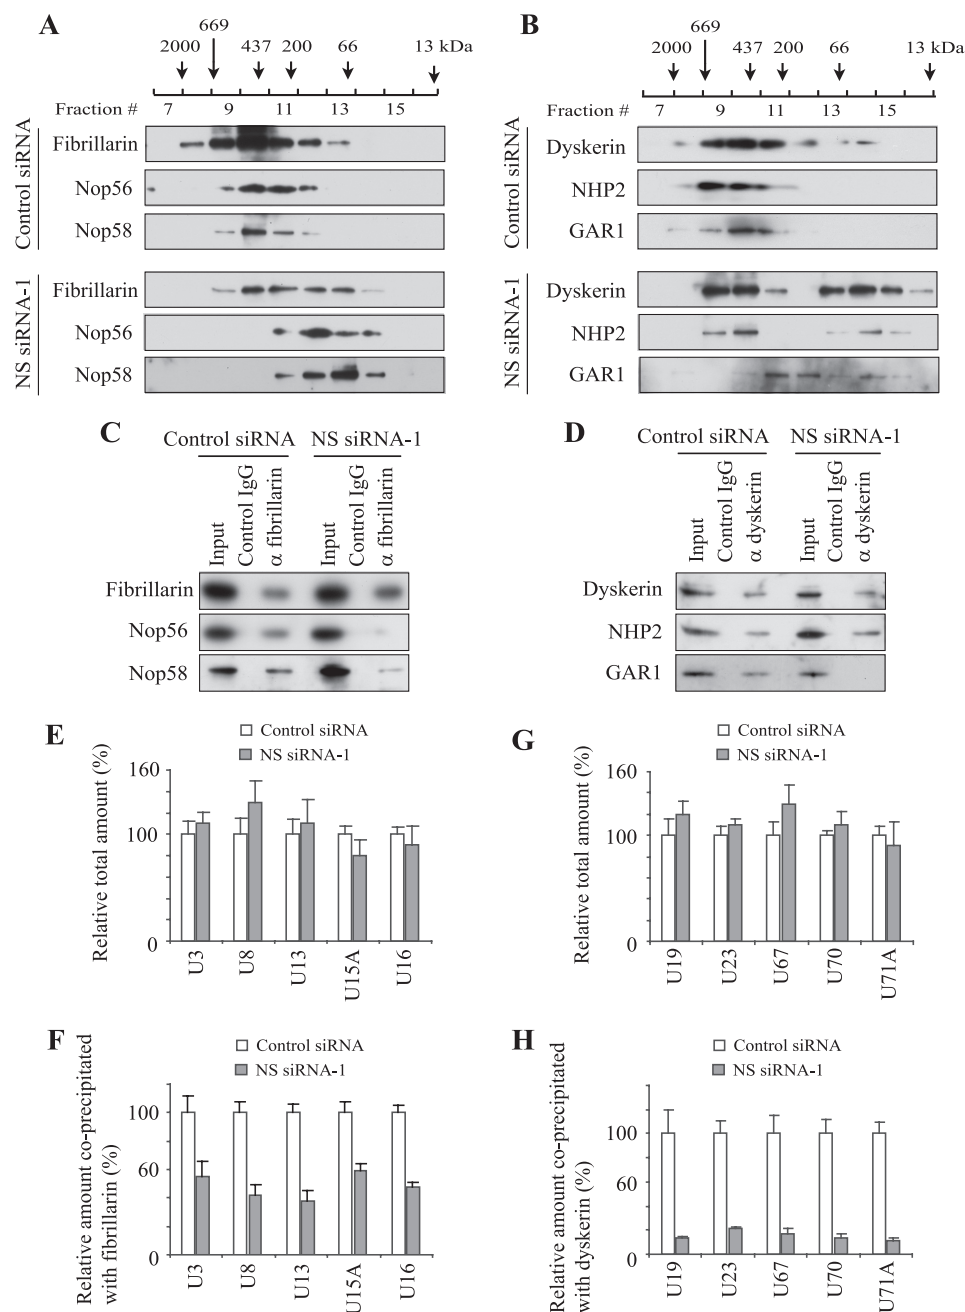 A
669
2000 437 200 66 13 kDa
Fraction # 7 9 11 13 15
Control siRNA
Fibrillarin
Nop56
Nop58
NS siRNA-1
Fibrillarin
Nop56
Nop58
B
669
2000 437 200 66 13 kDa
Fraction # 7 9 11 13 15
Control siRNA
Dyskerin
NHP2
GAR1
NS siRNA-1
Dyskerin
NHP2
GAR1
C
Control siRNA NS siRNA-1
Input
Control IgG
α fibrillarin
Input
Control IgG
α fibrillarin
Fibrillarin
Nop56
Nop58
D
Control siRNA NS siRNA-1
Input
Control IgG
α dyskerin
Input
Control IgG
α dyskerin
Dyskerin
NHP2
GAR1
E
Control siRNA
NS siRNA-1
Relative total amount (%)
160
100
0
U3
U8
U13
U15A
U16
G
Control siRNA
NS siRNA-1
Relative total amount (%)
160
100
0
U19
U23
U67
U70
U71A
F
Control siRNA
NS siRNA-1
Relative amount co-precipitated
with fibrillarin (%)
100
60
0
U3
U8
U13
U15A
U16
H
Control siRNA
NS siRNA-1
Relative amount co-precipitated
with dyskerin (%)
100
60
0
U19
U23
U67
U70
U71A